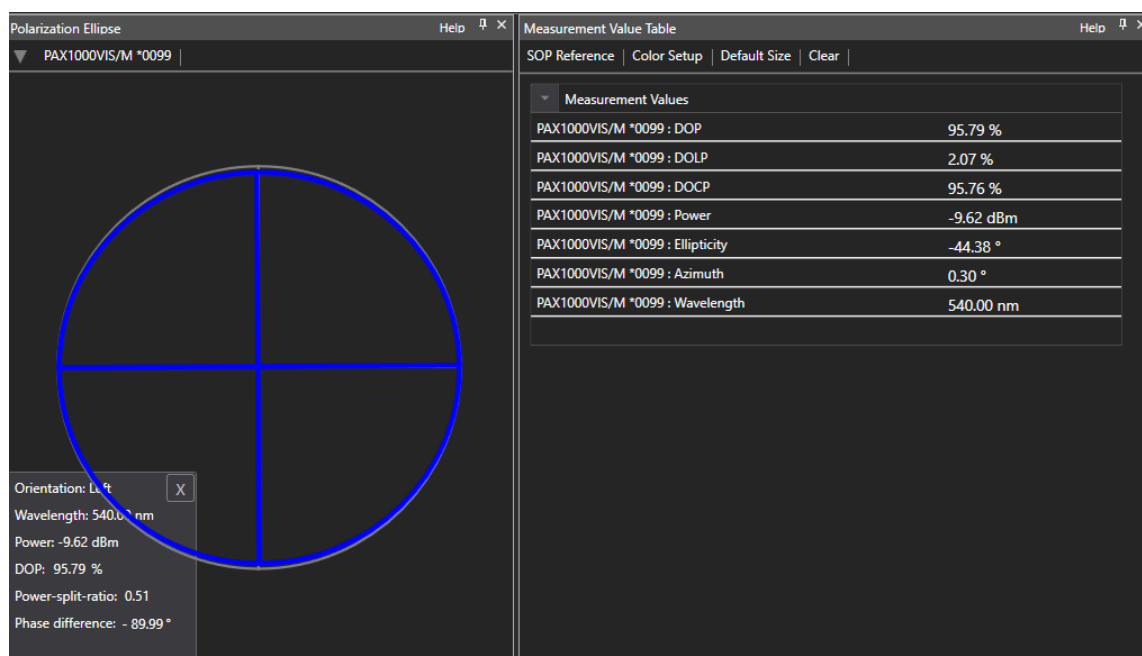 Polarization Ellipse Help
PAX1000VIS/M *0099
Orientation: Left
X
Wavelength: 540.00 nm
Power: -9.62 dBm
DOP: 95.79 %
Power-split-ratio: 0.51
Phase difference: - 89.99 °
Measurement Value Table Help
SOP Reference | Color Setup | Default Size | Clear |
Measurement Values
PAX1000VIS/M *0099 : DOP 95.79 %
PAX1000VIS/M *0099 : DOLP 2.07 %
PAX1000VIS/M *0099 : DOCP 95.76 %
PAX1000VIS/M *0099 : Power -9.62 dBm
PAX1000VIS/M *0099 : Ellipticity -44.38 °
PAX1000VIS/M *0099 : Azimuth 0.30 °
PAX1000VIS/M *0099 : Wavelength 540.00 nm